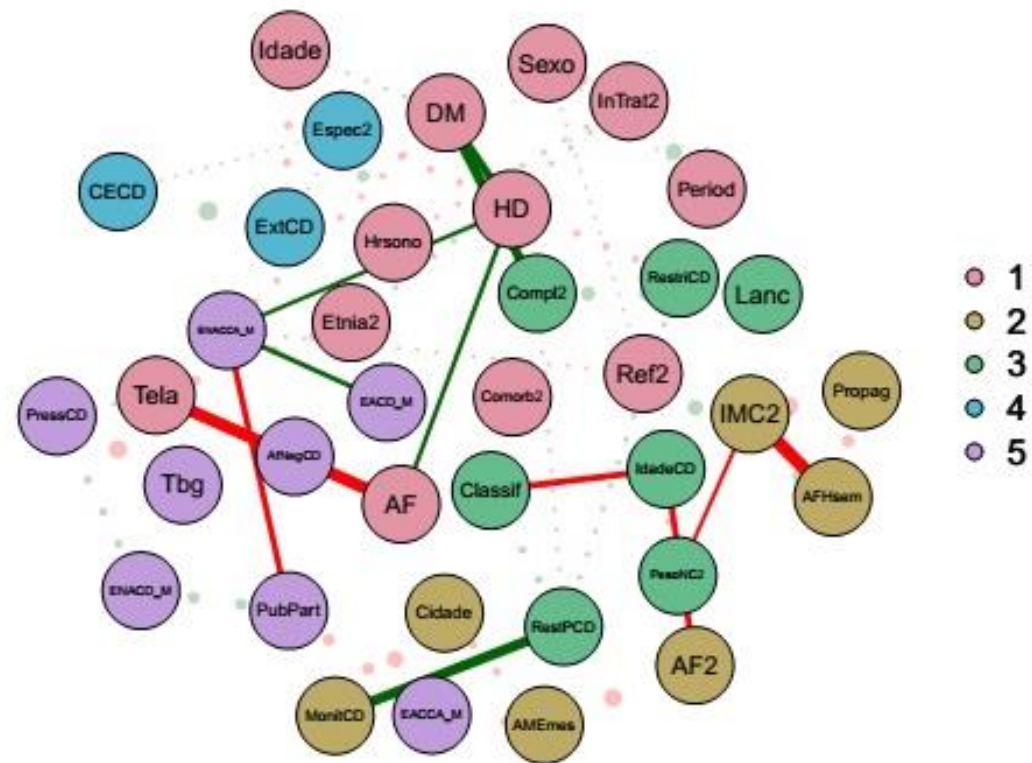 Idade
Sexo
InTrat2
DM
Espec2
CECD
Period
HD
ExtCD
Hrsono
RestriCD
Lanc
Compl2
Etnia2
ENACCA_M
Ref2
Tela
Comorb2
EACD_M
PressCD
IMC2
Propag
AfNegCD
IdadeCD
Tbg
Classif
AFHsem
AF
PesoNC2
ENACD_M
PubPart
Cidade
RestPCD
AF2
MonitCD
EACCA_M
AMEmes
1
2
3
4
5